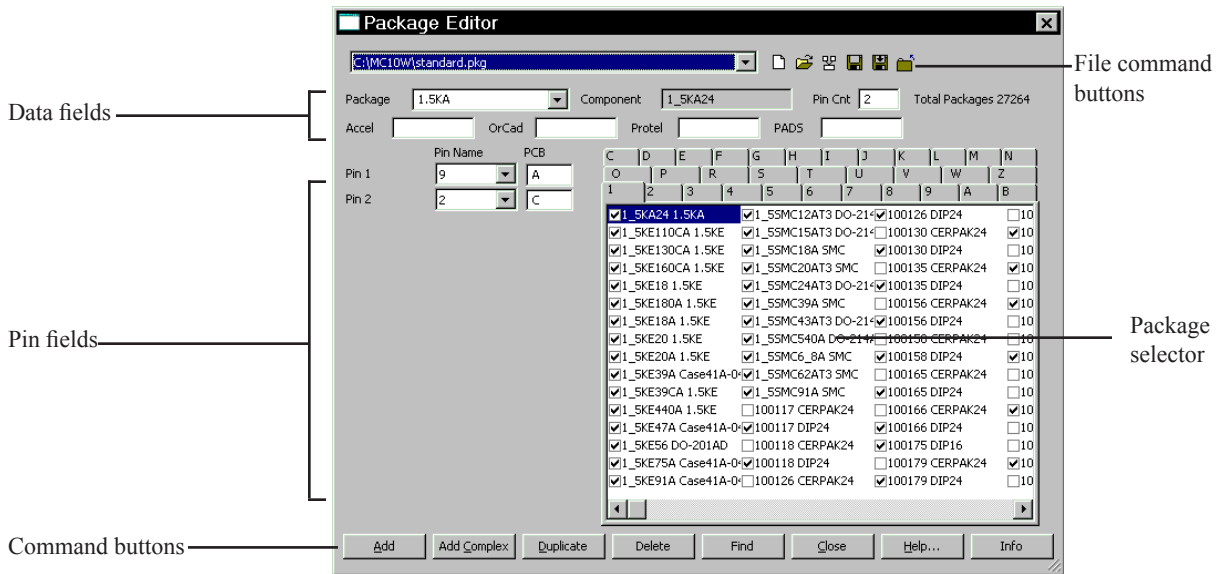 Package Editor
C:\MC10W\standard.pkg
File command
buttons
Data fields
Package 1.5KA Component 1_5KA24 Pin Cnt 2 Total Packages 27264
Accel OrCad Protel PADS
Pin Name PCB
Pin 1 9 A
Pin 2 2 C
Pin fields
C D E F G H I J K L M N
O P R S T U V W Z
1 2 3 4 5 6 7 8 9 A B
1_5KA24 1.5KA 1_5SMC12AT3 DO-214 100126 DIP24 10
1_5KE110CA 1.5KE 1_5SMC15AT3 DO-214 100130 CERPAK24 10
1_5KE130CA 1.5KE 1_5SMC18A SMC 100130 DIP24 10
1_5KE160CA 1.5KE 1_5SMC20AT3 SMC 100135 CERPAK24 10
1_5KE18 1.5KE 1_5SMC24AT3 DO-214 100135 DIP24 10
1_5KE180A 1.5KE 1_5SMC39A SMC 100156 CERPAK24 10
1_5KE18A 1.5KE 1_5SMC43AT3 DO-214 100156 DIP24 10
1_5KE20 1.5KE 1_5SMC540A DO-214A 100158 CERPAK24 10
1_5KE20A 1.5KE 1_5SMC6_8A SMC 100158 DIP24 10
1_5KE39A Case41A-0 1_5SMC62AT3 SMC 100165 CERPAK24 10
1_5KE39CA 1.5KE 1_5SMC91A SMC 100165 DIP24 10
1_5KE440A 1.5KE 100117 CERPAK24 100166 CERPAK24 10
1_5KE47A Case41A-0 100117 DIP24 100166 DIP24 10
1_5KE56 DO-201AD 100118 CERPAK24 100175 DIP16 10
1_5KE75A Case41A-0 100118 DIP24 100179 CERPAK24 10
1_5KE91A Case41A-0 100126 CERPAK24 100179 DIP24 10
Package
selector
Command buttons
Add Add Complex Duplicate Delete Find Close Help... Info